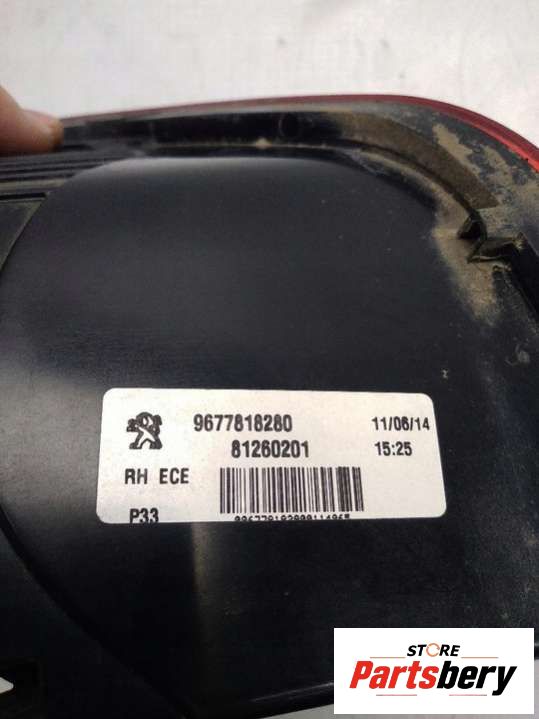 9677818280 11/06/14
81260201 15:25
RH ECE
P33
STORE
Partsbery